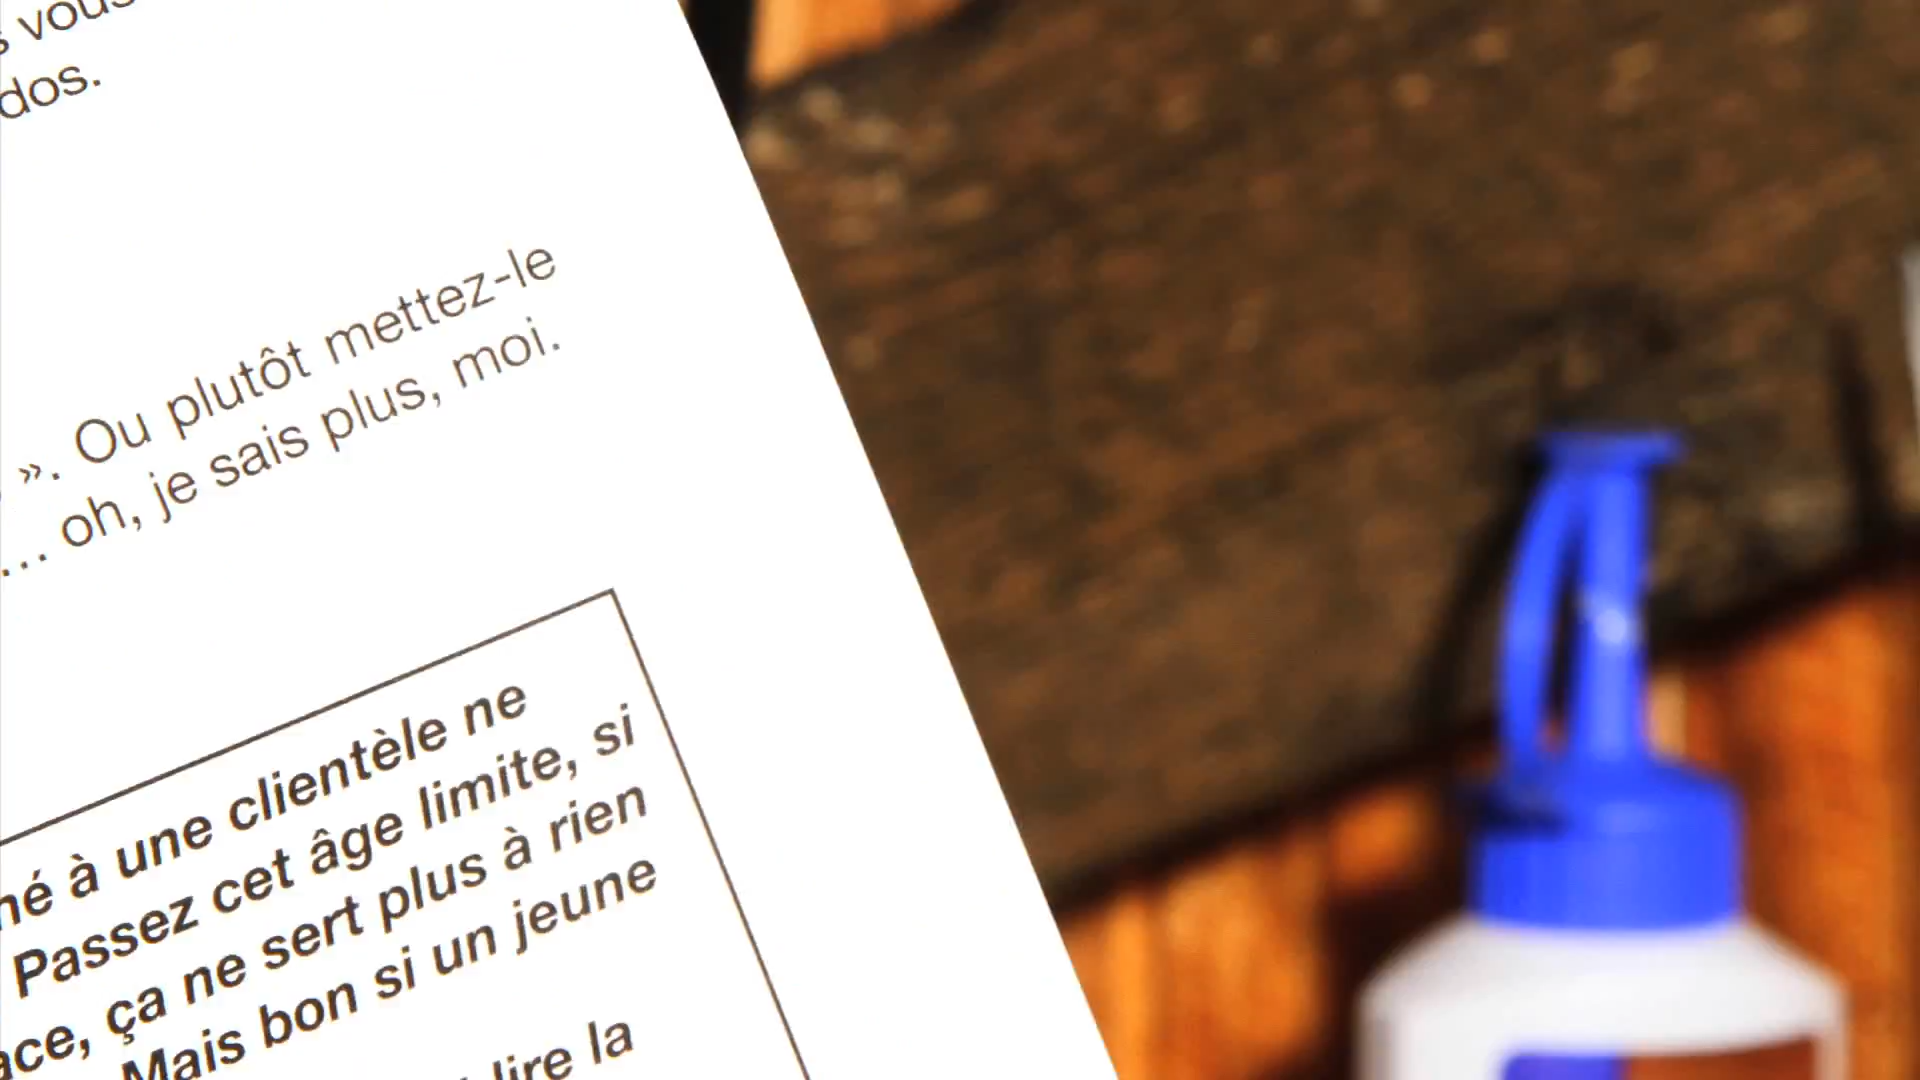 vous
dos.
». Ou plutôt mettez-le
... oh, je sais plus, moi.
né à une clientèle ne
Passez cet âge limite, si
ace, ça ne sert plus à rien
Mais bon si un jeune
lire la